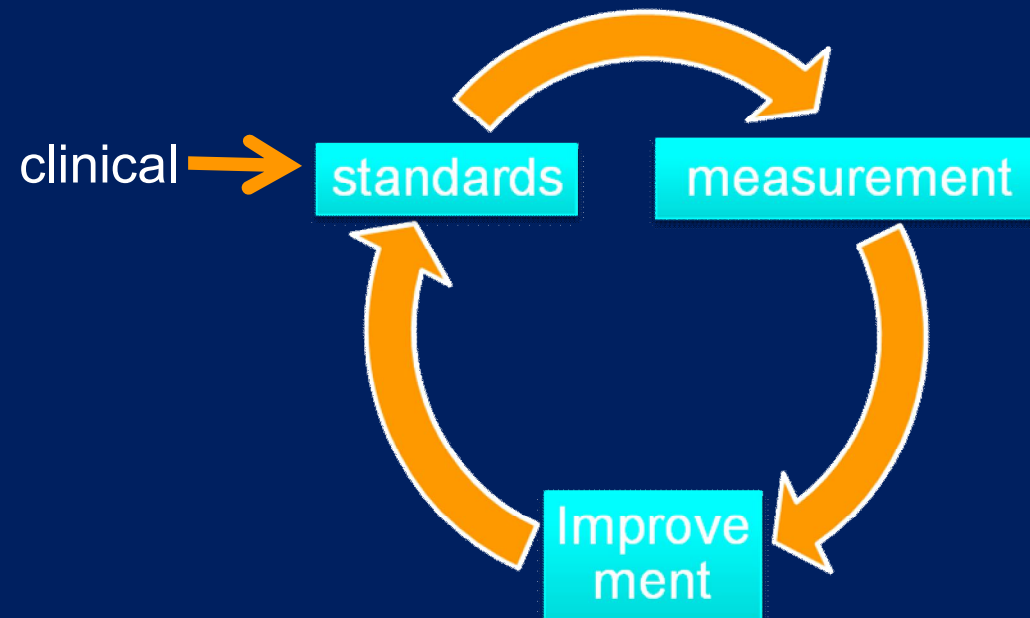 clinical
standards
measurement
Improve
ment